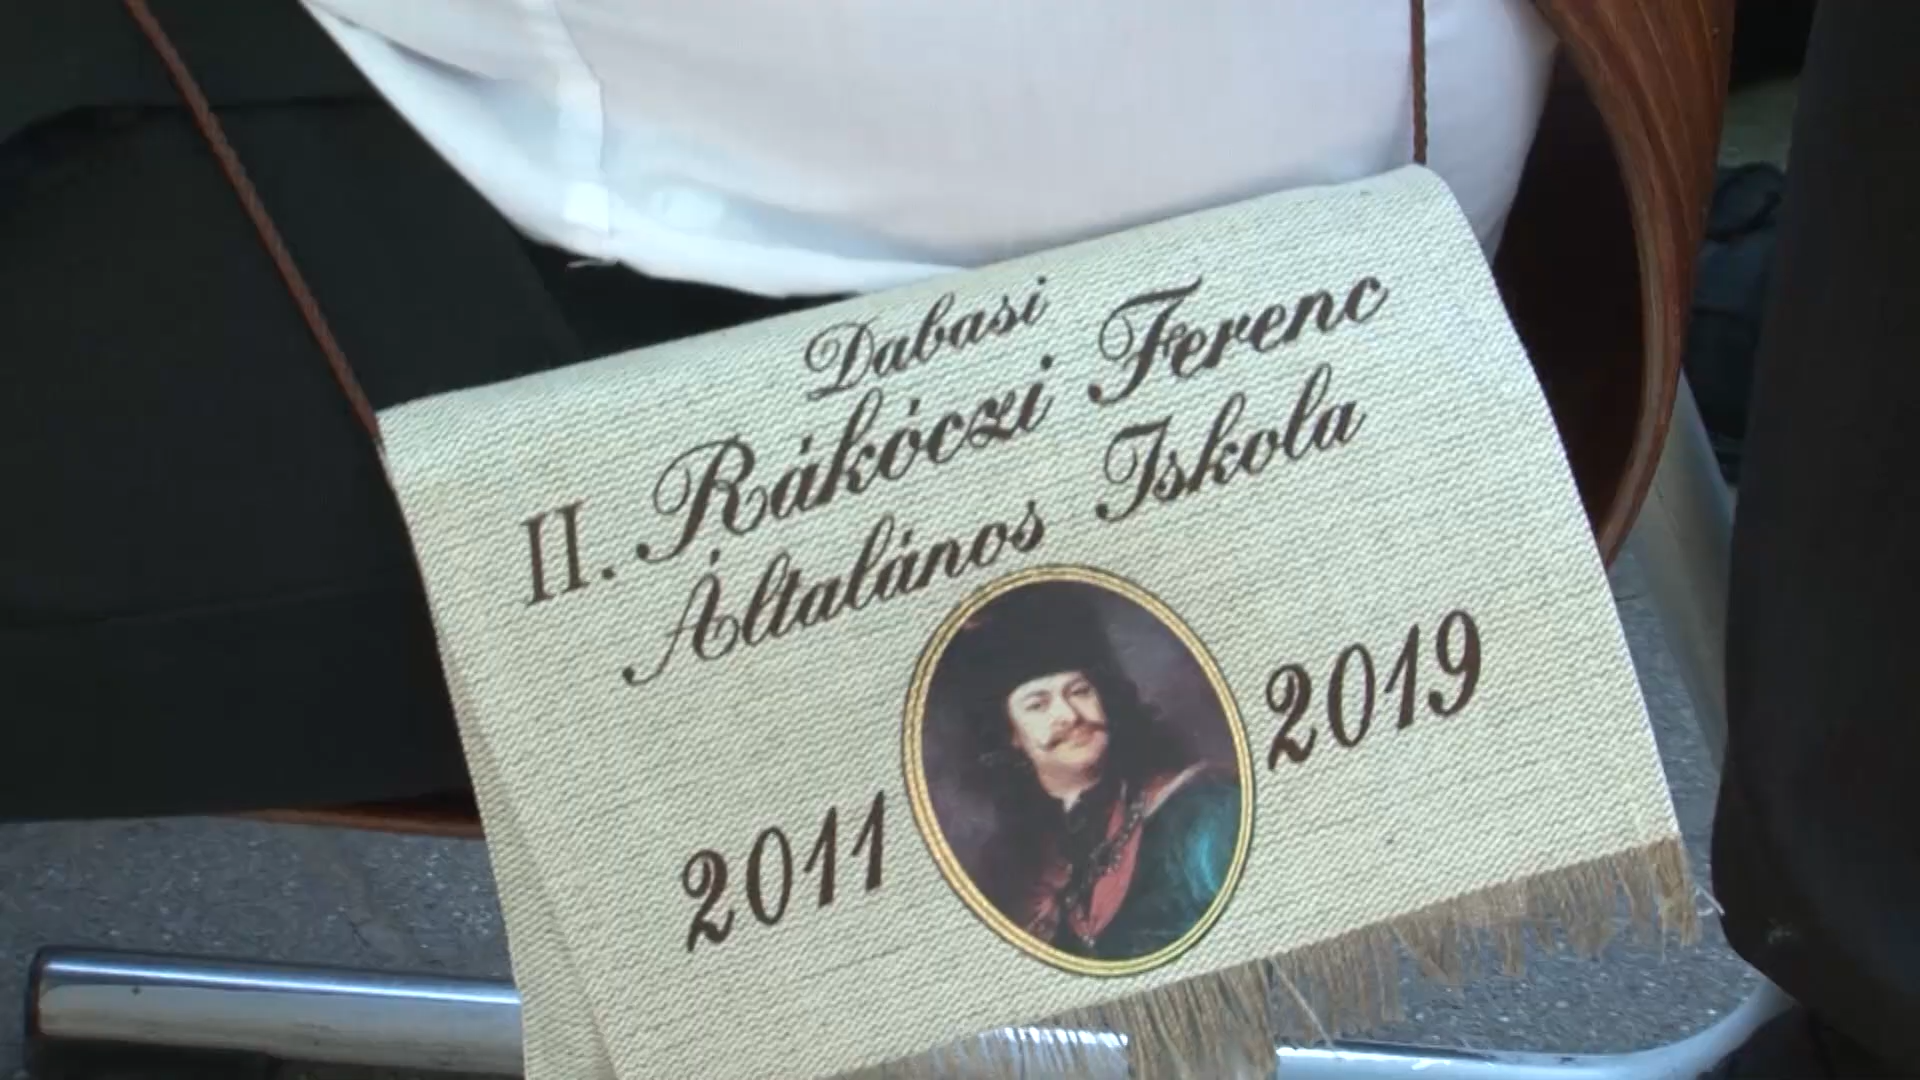 Dabasi
II. Rákóczi Ferenc
Általános Iskola
2011 2019